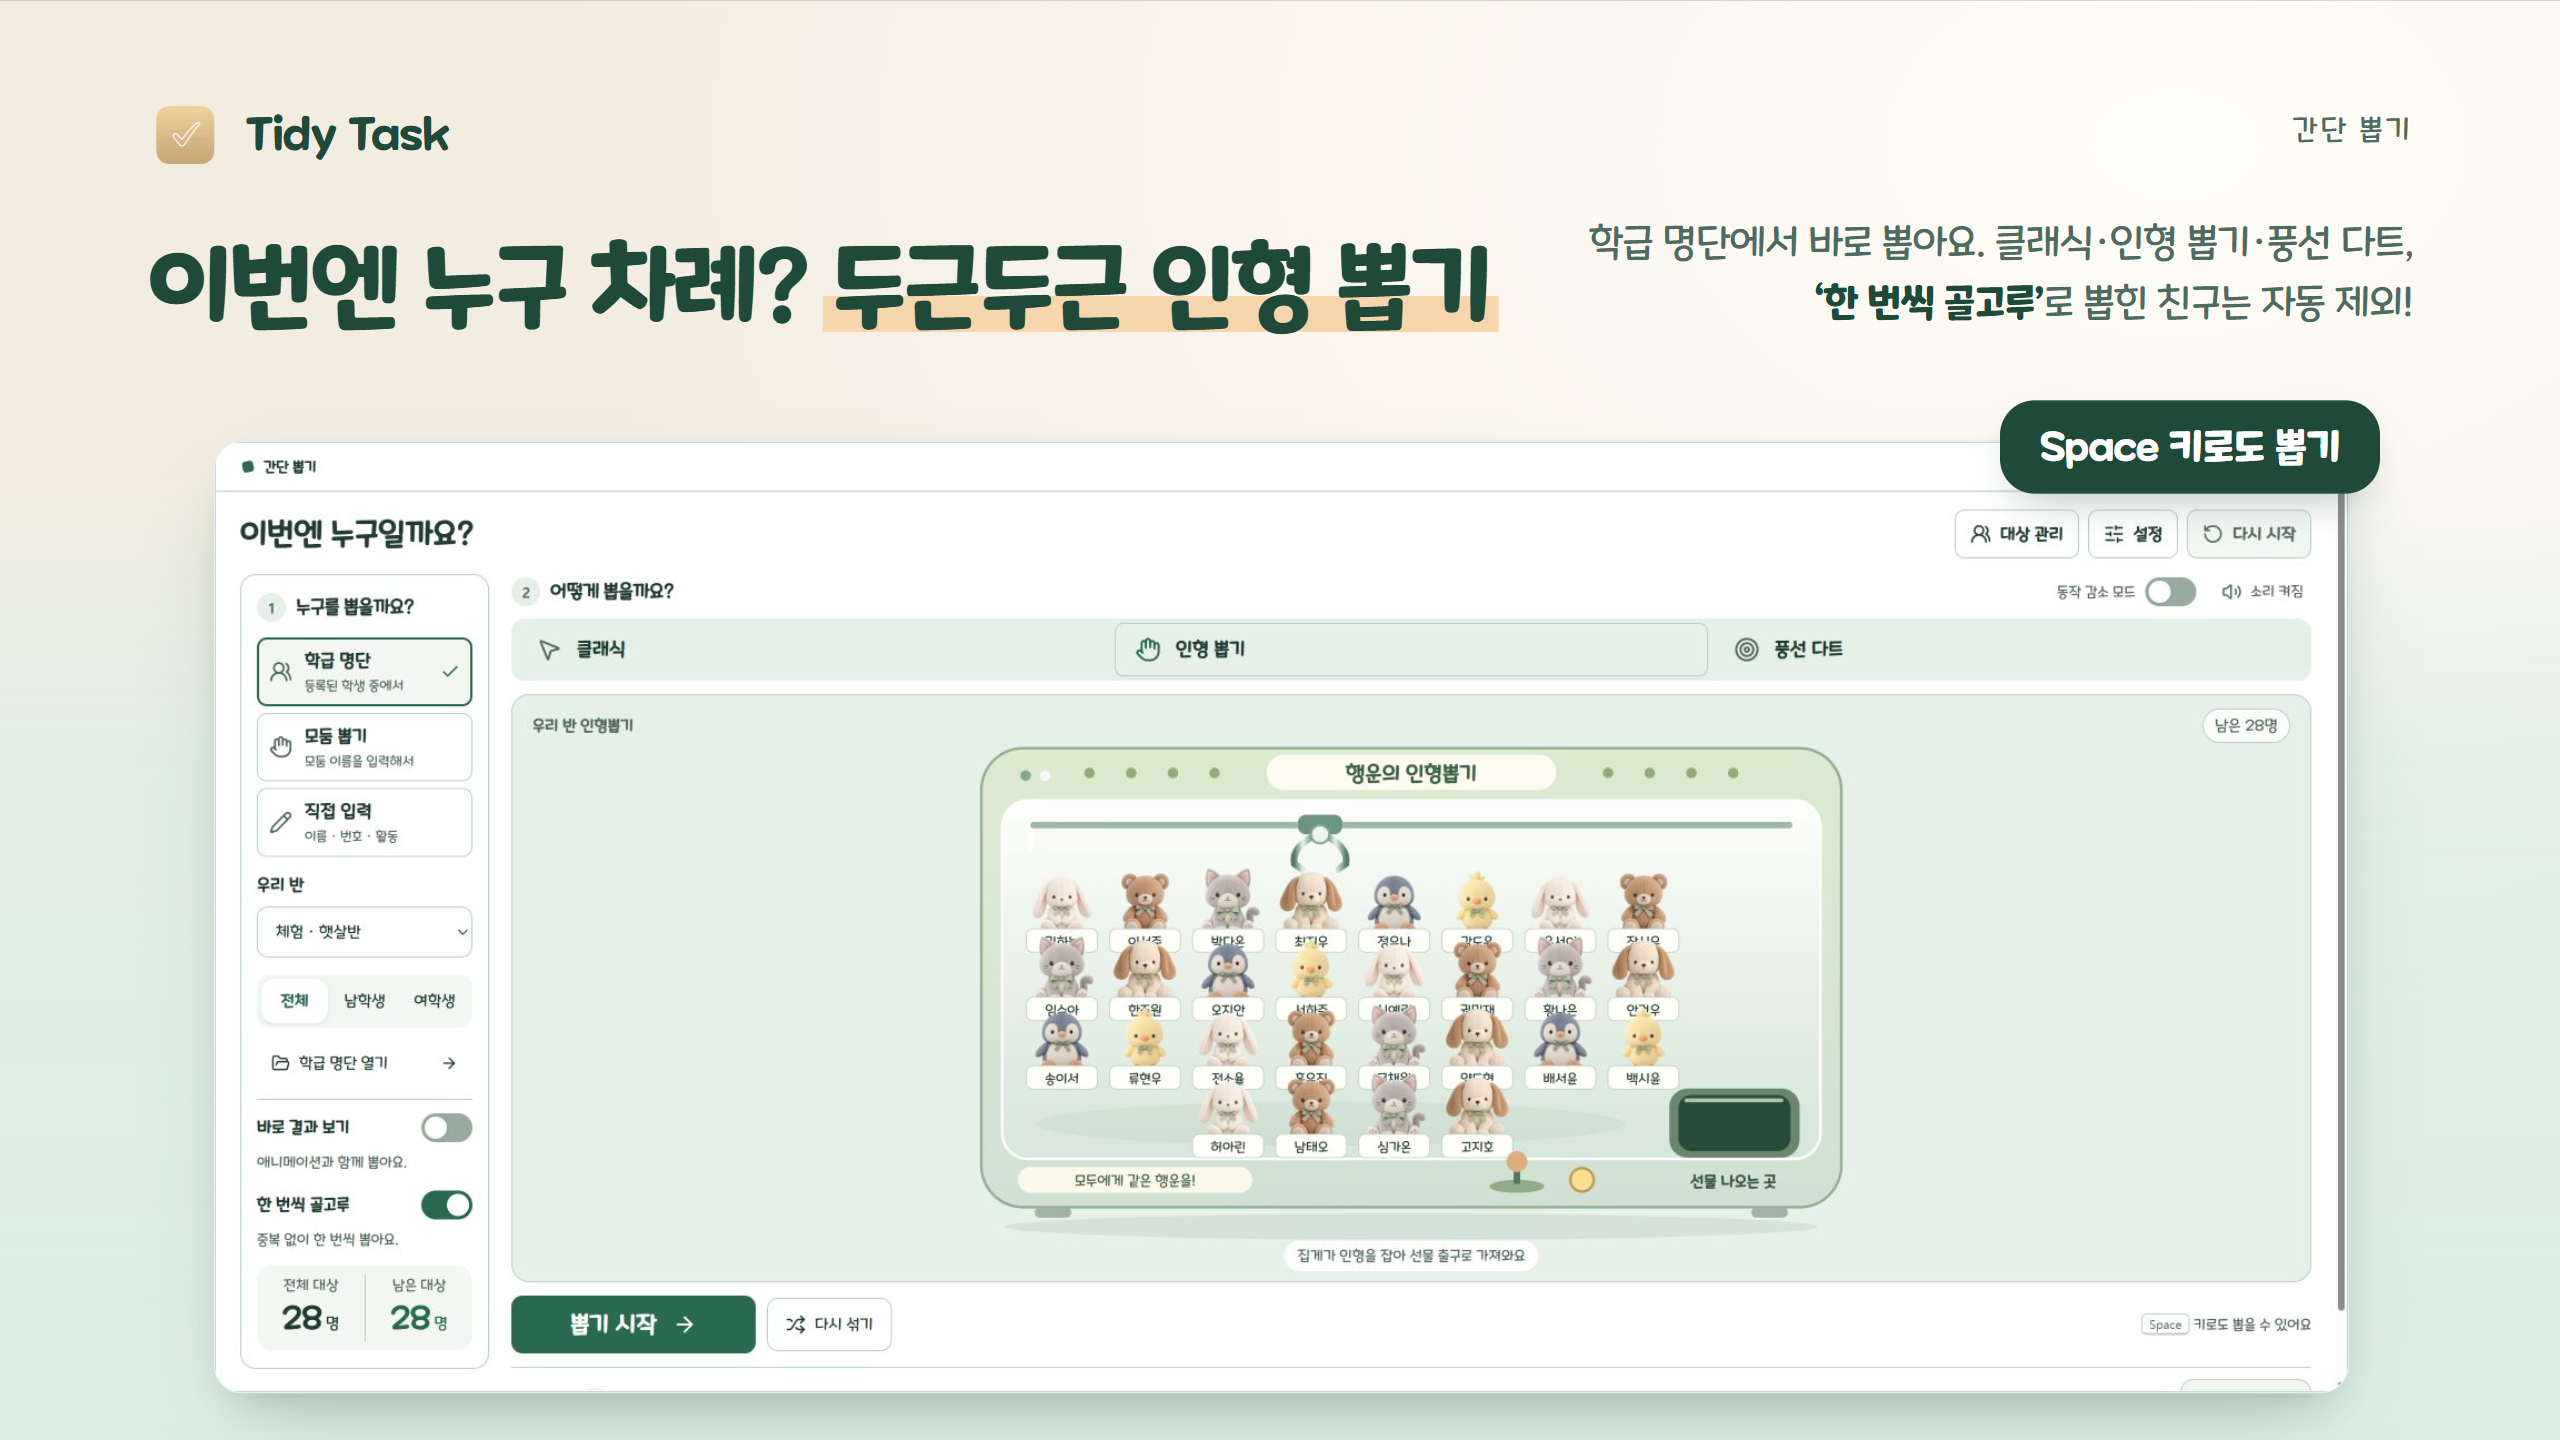 Tidy Task
간단 뽑기
이번엔 누구 차례? 두근두근 인형 뽑기
학급 명단에서 바로 뽑아요. 클래식·인형 뽑기·풍선 다트,
‘한 번씩 골고루’로 뽑힌 친구는 자동 제외!
Space 키로도 뽑기
간단 뽑기
이번엔 누구일까요?
대상 관리
설정
다시 시작
1 누구를 뽑을까요?
학급 명단
등록된 학생 중에서
모둠 뽑기
모둠 이름을 입력해서
직접 입력
이름 · 번호 · 활동
우리 반
체험 · 햇살반
전체 남학생 여학생
학급 명단 열기
바로 결과 보기
애니메이션과 함께 뽑아요.
한 번씩 골고루
중복 없이 한 번씩 뽑아요.
전체 대상 남은 대상
28 명 28 명
2 어떻게 뽑을까요?
동작 감소 모드
소리 켜짐
클래식
인형 뽑기
풍선 다트
우리 반 인형뽑기
남은 28명
행운의 인형뽑기
박다온 최지우 정유나
임수아 오지안 황나은
송이서 류현우 전소율 배서윤 백시윤
허아린 남태오 심가온 고지호
모두에게 같은 행운을!
선물 나오는 곳
집게가 인형을 잡아 선물 출구로 가져와요
뽑기 시작
다시 섞기
Space 키로도 뽑을 수 있어요